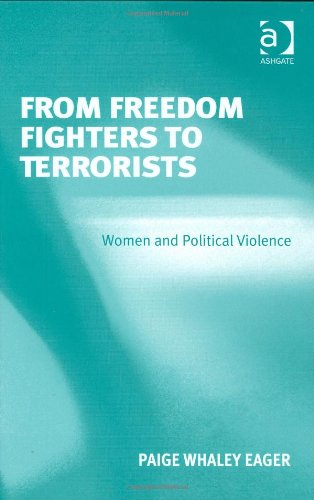 a
ASHGATE
FROM FREEDOM
FIGHTERS TO
TERRORISTS
Women and Political Violence
PAIGE WHALEY EAGER